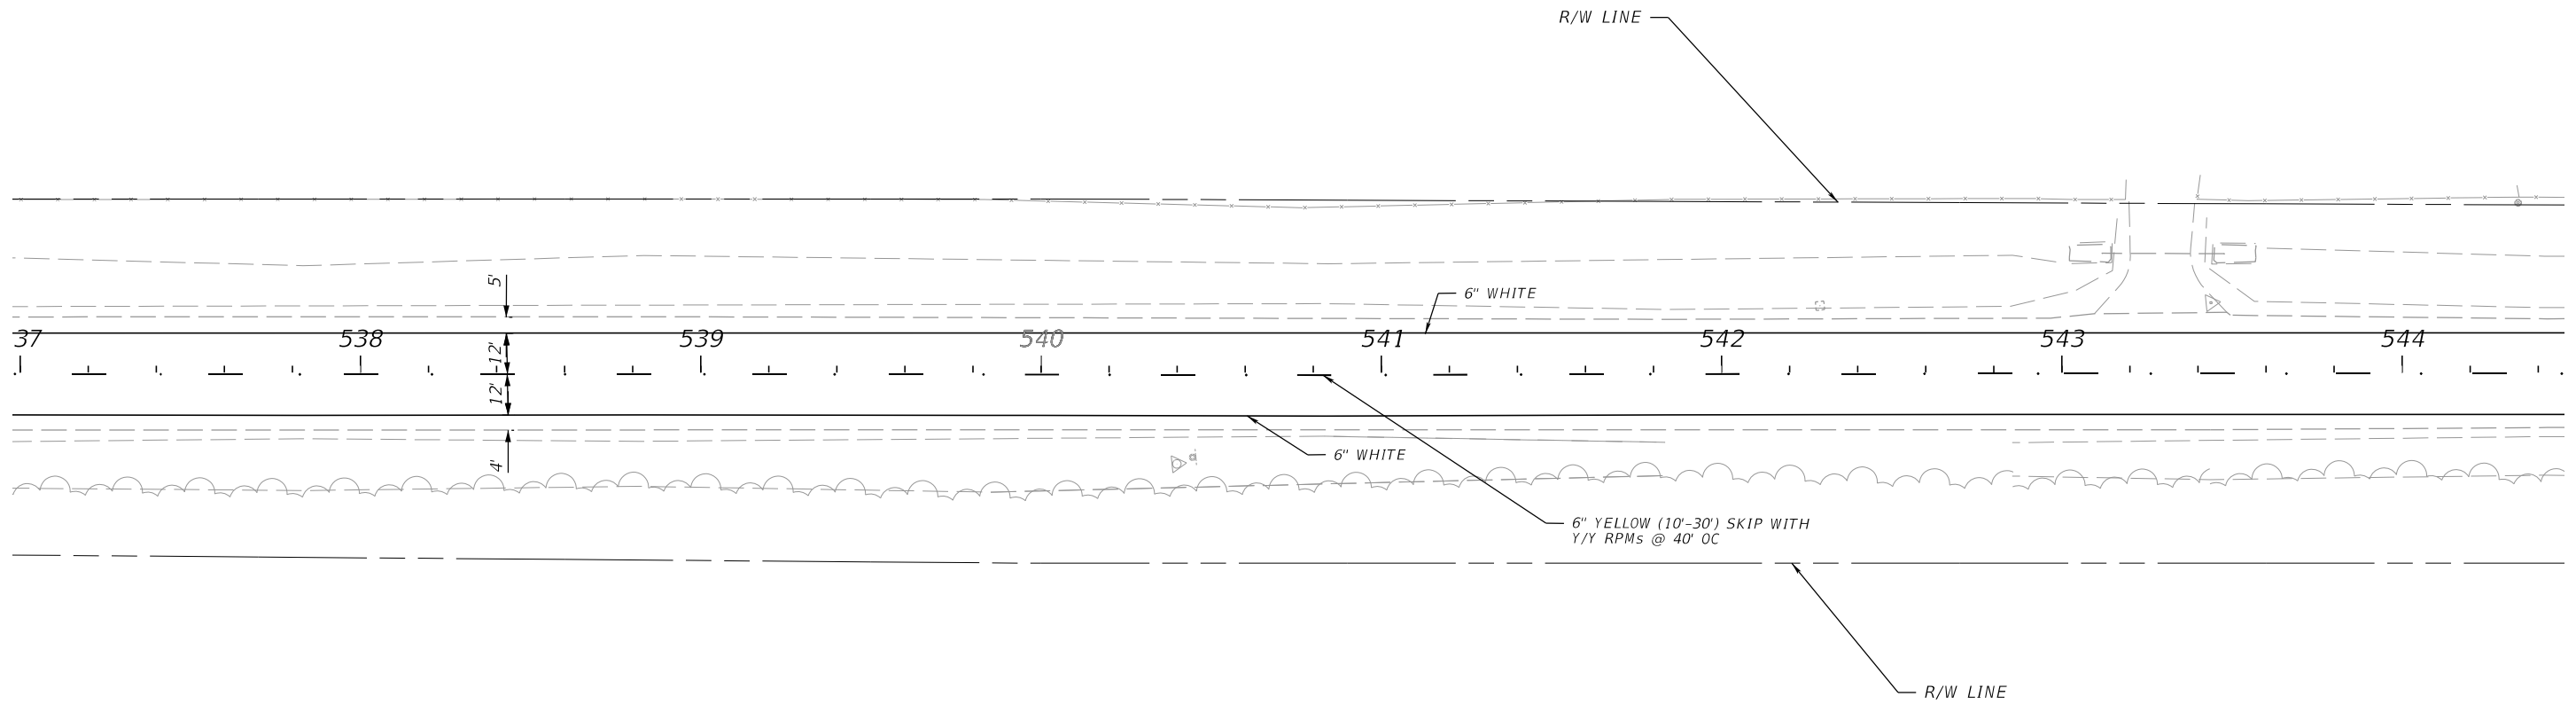 R/W LINE
5'
6" WHITE
37 538 539 540 541 542 543 544
12'
12'
6" WHITE
4'
6" YELLOW (10'-30') SKIP WITH
Y/Y RPMs @ 40' OC
R/W LINE